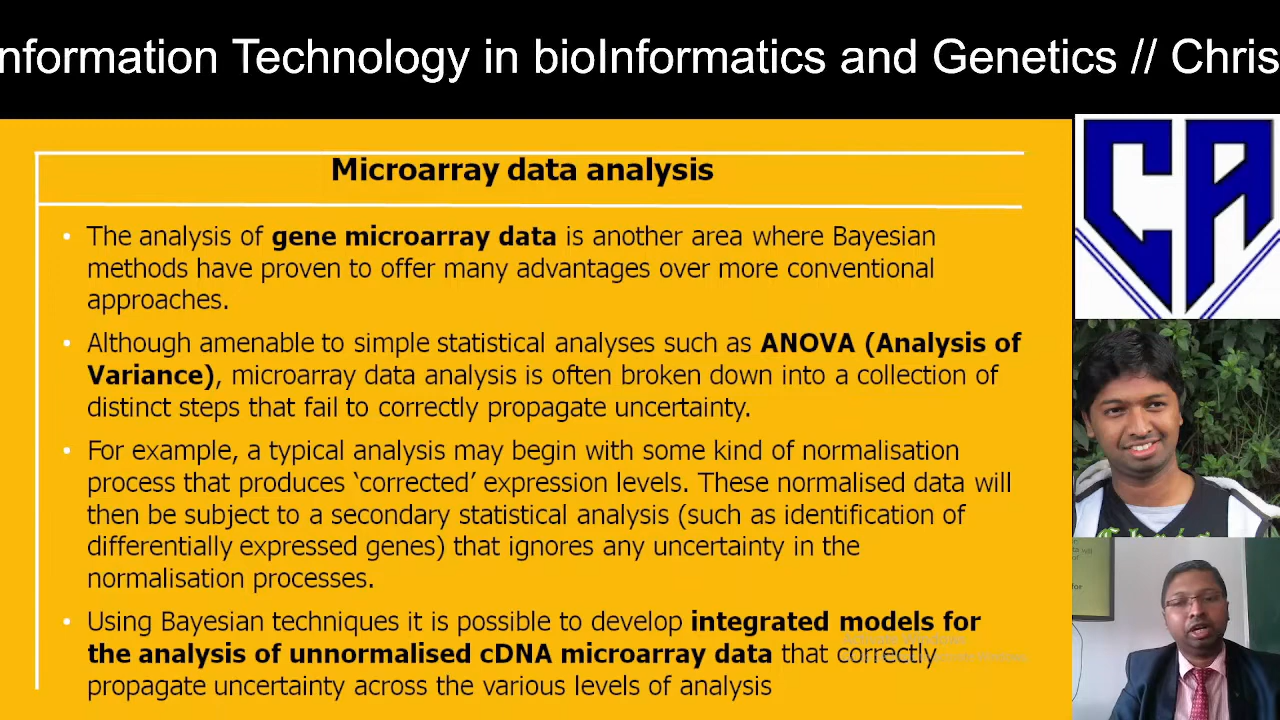 nformation Technology in bioInformatics and Genetics // Chris
CA
Microarray data analysis
• The analysis of gene microarray data is another area where Bayesian
methods have proven to offer many advantages over more conventional
approaches.
• Although amenable to simple statistical analyses such as ANOVA (Analysis of
Variance), microarray data analysis is often broken down into a collection of
distinct steps that fail to correctly propagate uncertainty.
• For example, a typical analysis may begin with some kind of normalisation
process that produces ‘corrected’ expression levels. These normalised data will
then be subject to a secondary statistical analysis (such as identification of
differentially expressed genes) that ignores any uncertainty in the
normalisation processes.
• Using Bayesian techniques it is possible to develop integrated models for
the analysis of unnormalised cDNA microarray data that correctly
propagate uncertainty across the various levels of analysis
Activate Windows